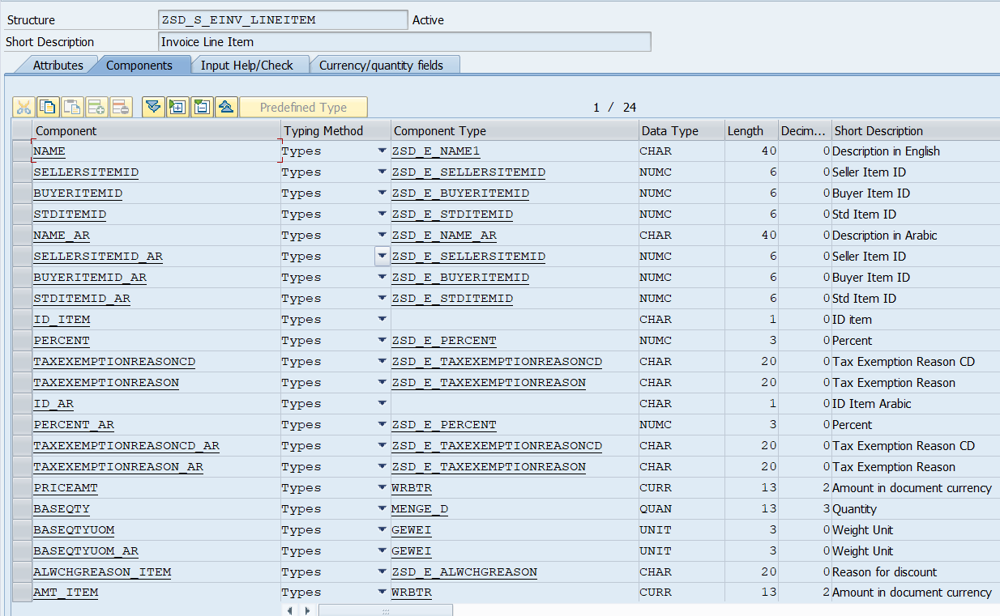 Structure ZSD_S_EINV_LINEITEM Active
Short Description Invoice Line Item
Attributes Components Input Help/Check Currency/quantity fields
Predefined Type 1 / 24
Component Typing Method Component Type Data Type Length Decim... Short Description
NAME Types ZSD_E_NAME1 CHAR 40 0 Description in English
SELLERSITEMID Types ZSD_E_SELLERSITEMID NUMC 6 0 Seller Item ID
BUYERITEMID Types ZSD_E_BUYERITEMID NUMC 6 0 Buyer Item ID
STDITEMID Types ZSD_E_STDITEMID NUMC 6 0 Std Item ID
NAME_AR Types ZSD_E_NAME_AR CHAR 40 0 Description in Arabic
SELLERSITEMID_AR Types ZSD_E_SELLERSITEMID NUMC 6 0 Seller Item ID
BUYERITEMID_AR Types ZSD_E_BUYERITEMID NUMC 6 0 Buyer Item ID
STDITEMID_AR Types ZSD_E_STDITEMID NUMC 6 0 Std Item ID
ID_ITEM Types CHAR 1 0 ID item
PERCENT Types ZSD_E_PERCENT NUMC 3 0 Percent
TAXEXEMPTIONREASONCD Types ZSD_E_TAXEXEMPTIONREASONCD CHAR 20 0 Tax Exemption Reason CD
TAXEXEMPTIONREASON Types ZSD_E_TAXEXEMPTIONREASON CHAR 20 0 Tax Exemption Reason
ID_AR Types CHAR 1 0 ID Item Arabic
PERCENT_AR Types ZSD_E_PERCENT NUMC 3 0 Percent
TAXEXEMPTIONREASONCD_AR Types ZSD_E_TAXEXEMPTIONREASONCD CHAR 20 0 Tax Exemption Reason CD
TAXEXEMPTIONREASON_AR Types ZSD_E_TAXEXEMPTIONREASON CHAR 20 0 Tax Exemption Reason
PRICEAMT Types WRBTR CURR 13 2 Amount in document currency
BASEQTY Types MENGE_D QUAN 13 3 Quantity
BASEQTYUOM Types GEWEI UNIT 3 0 Weight Unit
BASEQTYUOM_AR Types GEWEI UNIT 3 0 Weight Unit
ALWCHGREASON_ITEM Types ZSD_E_ALWCHGREASON CHAR 20 0 Reason for discount
AMT_ITEM Types WRBTR CURR 13 2 Amount in document currency